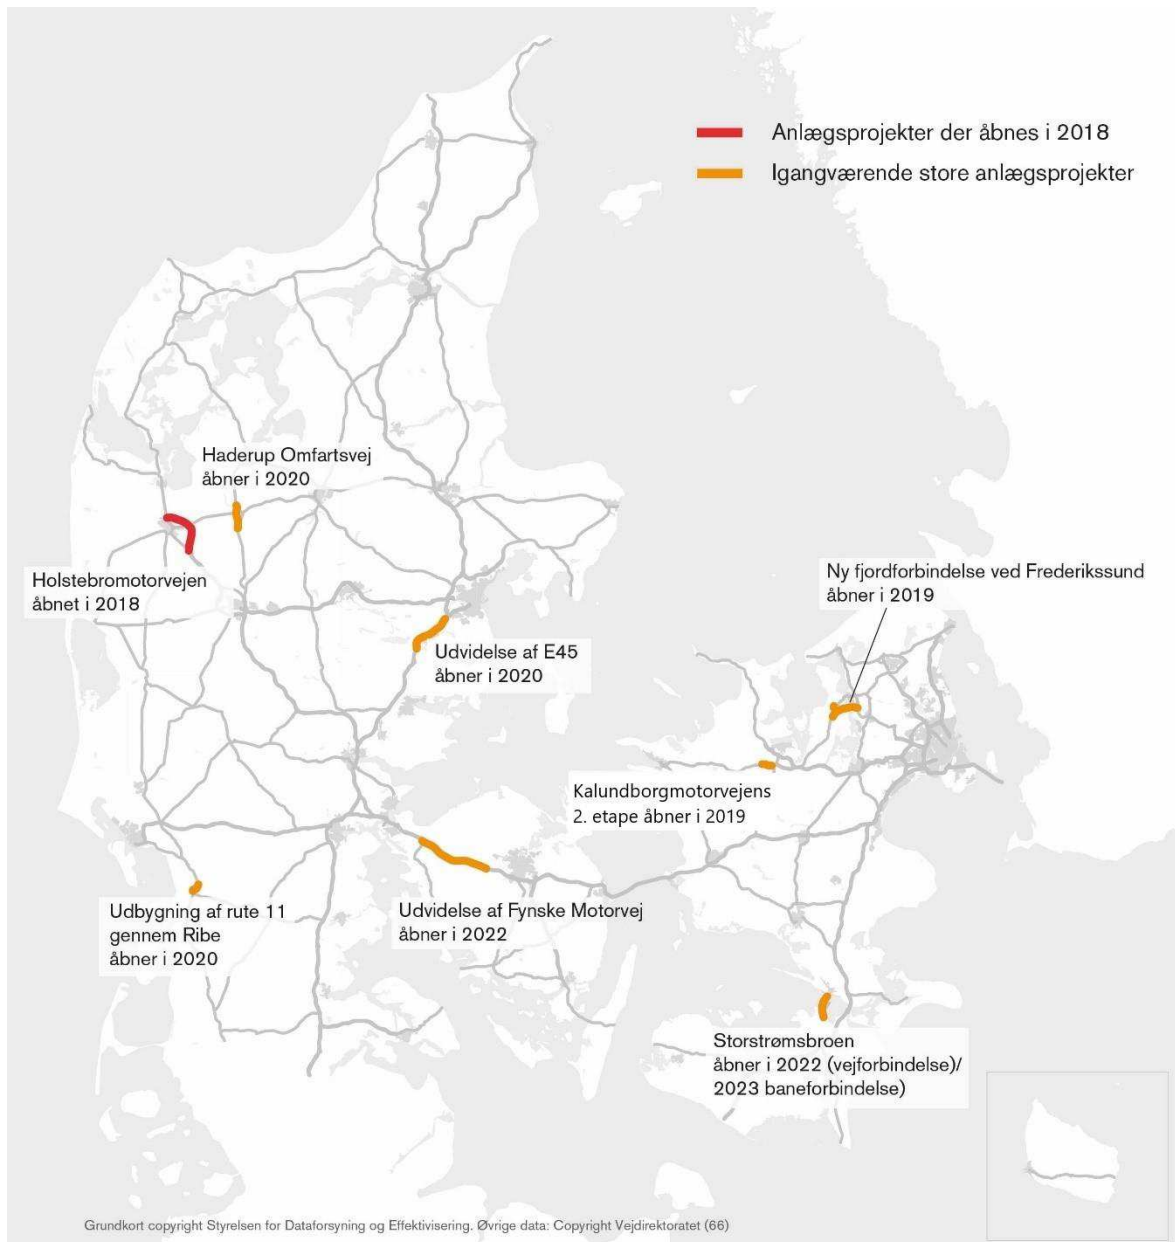 Anlægsprojekter der åbnes i 2018
Igangværende store anlægsprojekter
Haderup Omfartsvej
åbner i 2020
Holstebromotorvejen
åbnet i 2018
Udvidelse af E45
åbner i 2020
Ny fjordforbindelse ved Frederikssund
åbner i 2019
Kalundborgmotorvejens
2. etape åbner i 2019
Udbygning af rute 11
gennem Ribe
åbner i 2020
Udvidelse af Fynske Motorvej
åbner i 2022
Storstrømsbroen
åbner i 2022 (vejforbindelse)/
2023 baneforbindelse)
Grundkort copyright Styrelsen for Dataforsyning og Effektivisering. Øvrige data: Copyright Vejdirektoratet (66)